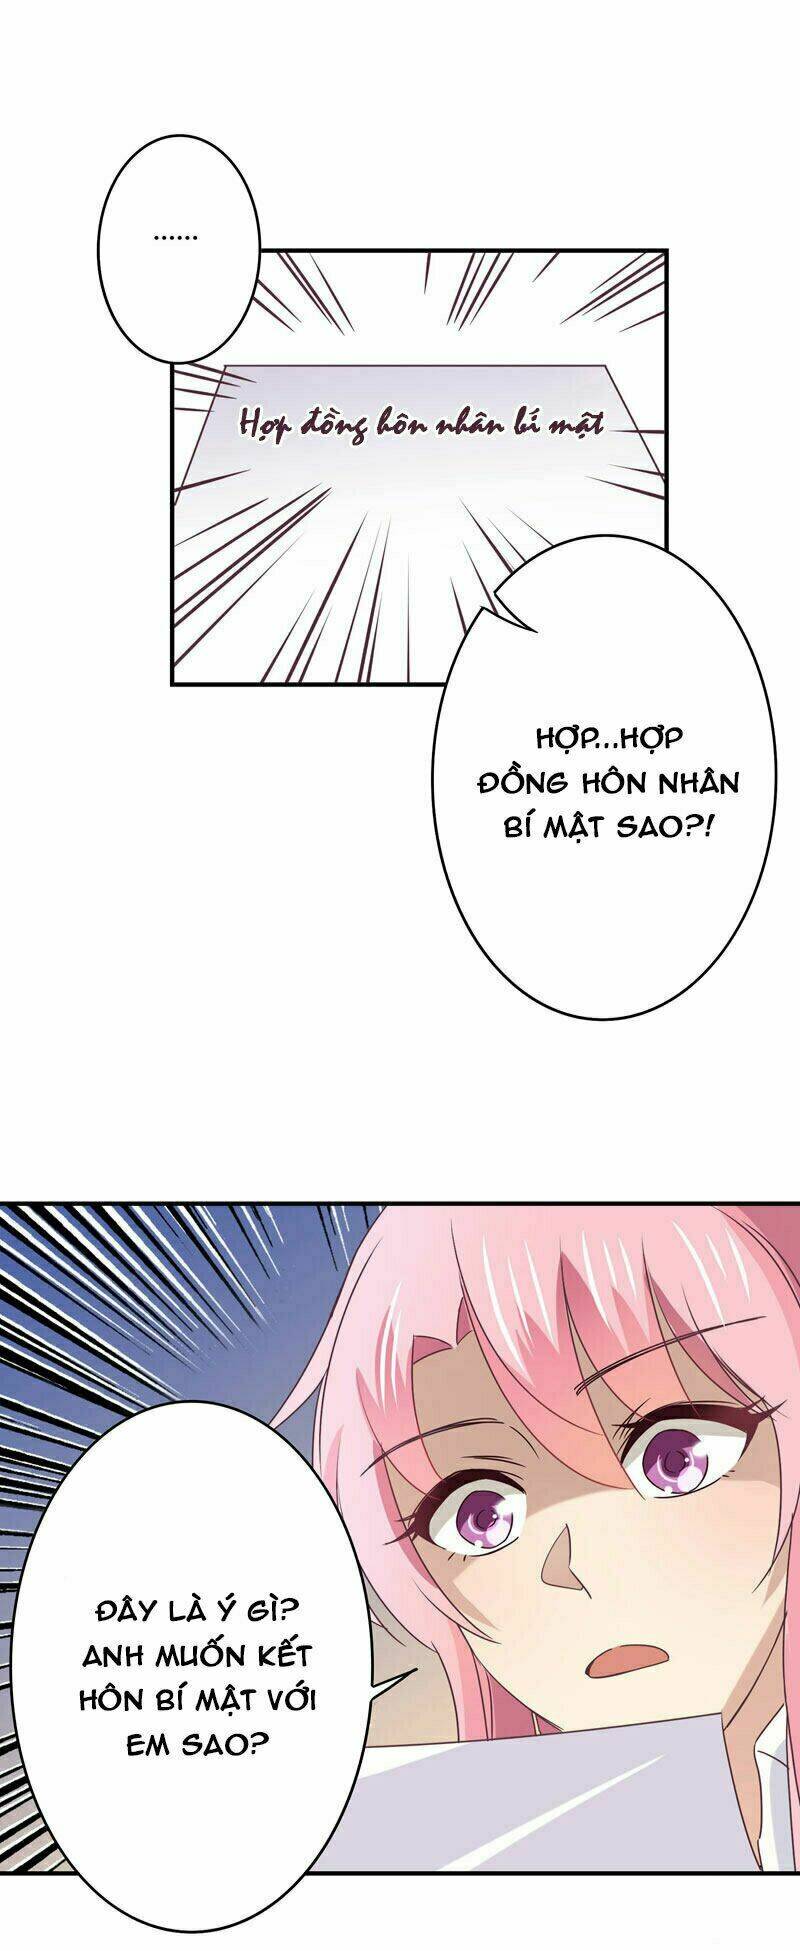 ......
Hợp đồng hôn nhân bí mật
HỢP...HỢP
ĐỒNG HÔN NHÂN
BÍ MẬT SAO?!
ĐÂY LÀ Ý GÌ?
ANH MUỐN KẾT
HÔN BÍ MẬT VỚI
EM SAO?